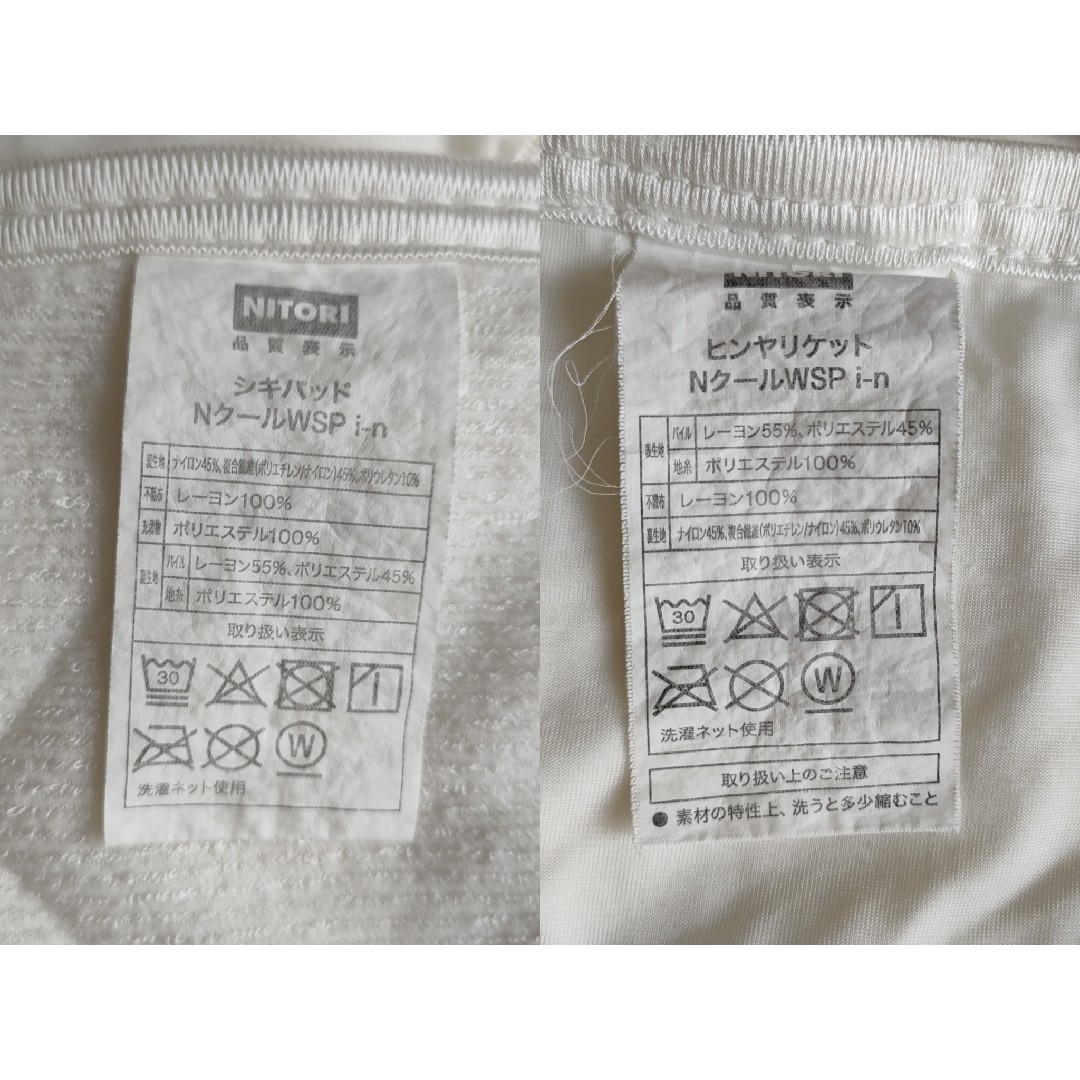 NITORI
品質表示
シキパッド
NクールWSP i-n
表生地 ナイロン45%、複合繊維(ポリエチレン/ナイロン)45%、ポリウレタン10%
不織布 レーヨン100%
充填物 ポリエステル100%
裏生地 パイル レーヨン55%、ポリエステル45%
地糸 ポリエステル100%
取り扱い表示
30
W
洗濯ネット使用
NITORI
品質表示
ヒンヤリケット
NクールWSP i-n
表生地 パイル レーヨン55%、ポリエステル45%
地糸 ポリエステル100%
不織布 レーヨン100%
裏生地 ナイロン45%、複合繊維(ポリエチレン/ナイロン)45%、ポリウレタン10%
取り扱い表示
30
W
洗濯ネット使用
取り扱い上のご注意
● 素材の特性上、洗うと多少縮むこと